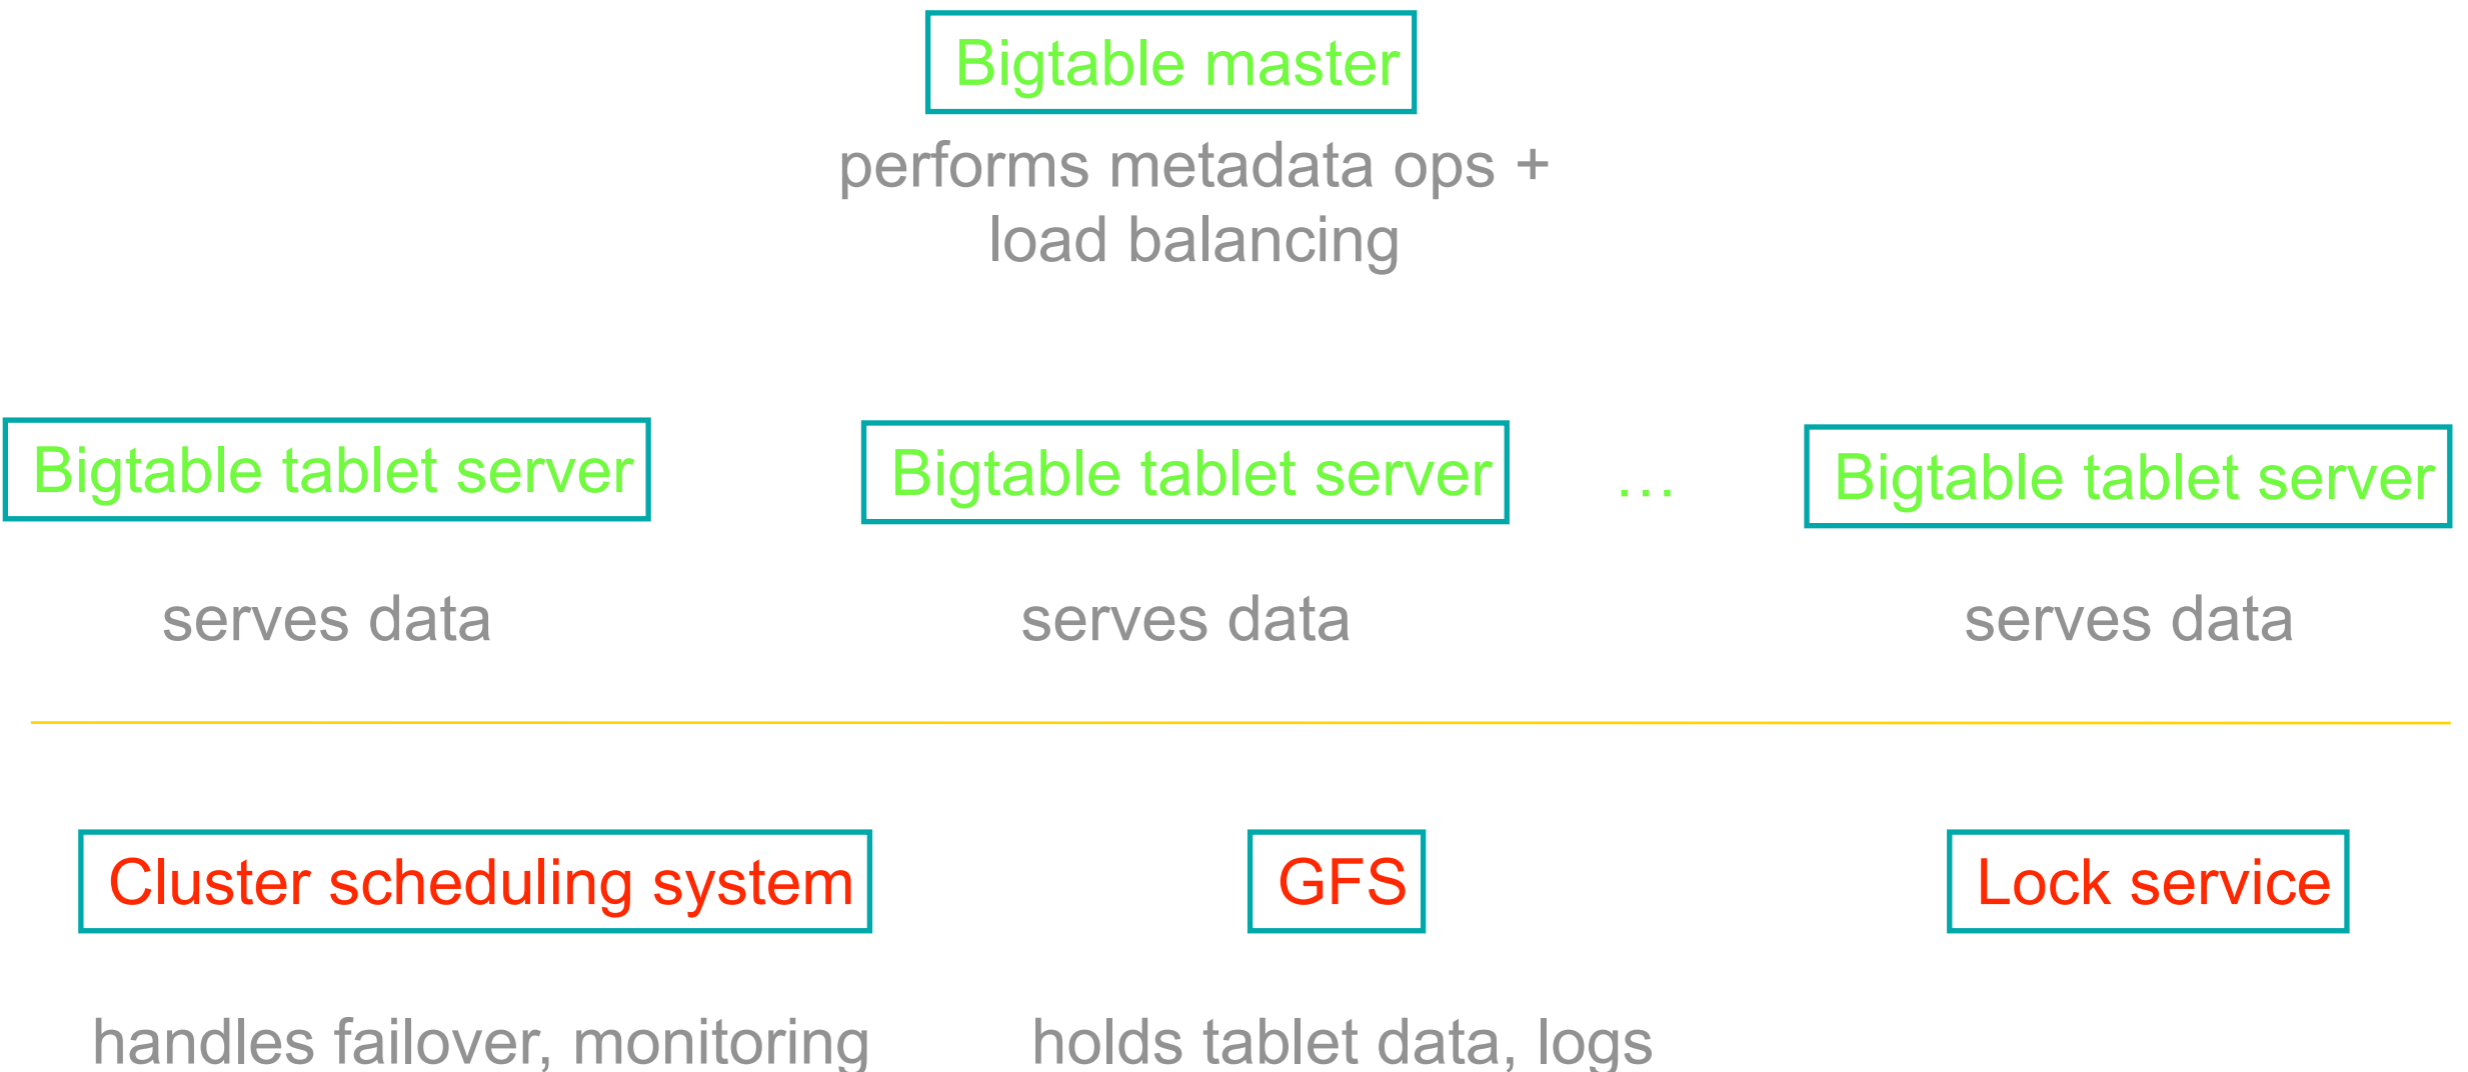 Bigtable master
performs metadata ops +
load balancing
Bigtable tablet server
Bigtable tablet server
…
Bigtable tablet server
serves data
serves data
serves data
Cluster scheduling system
GFS
Lock service
handles failover, monitoring
holds tablet data, logs